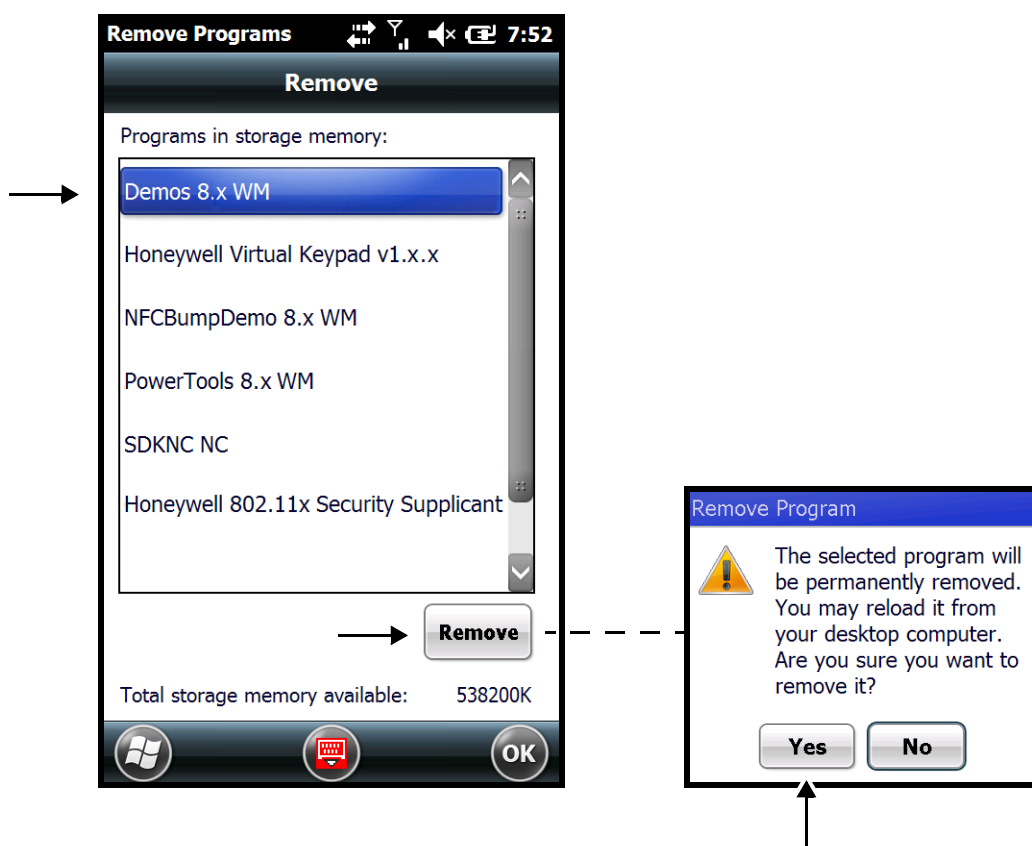 Remove Programs 7:52
Remove
Programs in storage memory:
Demos 8.x WM
Honeywell Virtual Keypad v1.x.x
NFCBumpDemo 8.x WM
PowerTools 8.x WM
SDKNC NC
Honeywell 802.11x Security Supplicant
Remove
Total storage memory available: 538200K
OK
Remove Program
The selected program will
be permanently removed.
You may reload it from
your desktop computer.
Are you sure you want to
remove it?
Yes No